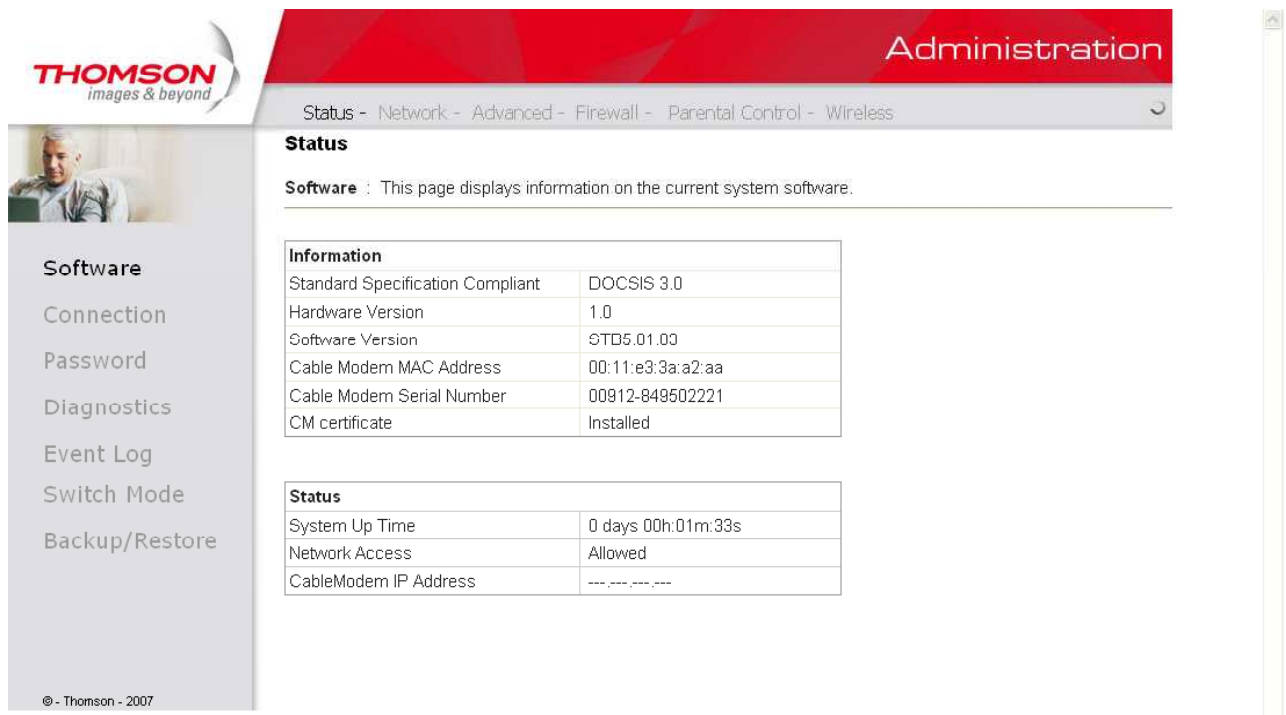 THOMSON
images & beyond
Administration
Status - Network - Advanced - Firewall - Parental Control - Wireless
Status
Software : This page displays information on the current system software.
Software
Connection
Password
Diagnostics
Event Log
Switch Mode
Backup/Restore
Information
Standard Specification Compliant DOCSIS 3.0
Hardware Version 1.0
Software Version STB5.01.00
Cable Modem MAC Address 00:11:e3:3a:a2:aa
Cable Modem Serial Number 00912-849502221
CM certificate Installed
Status
System Up Time 0 days 00h:01m:33s
Network Access Allowed
CableModem IP Address ---.---.---.---
© - Thomson - 2007